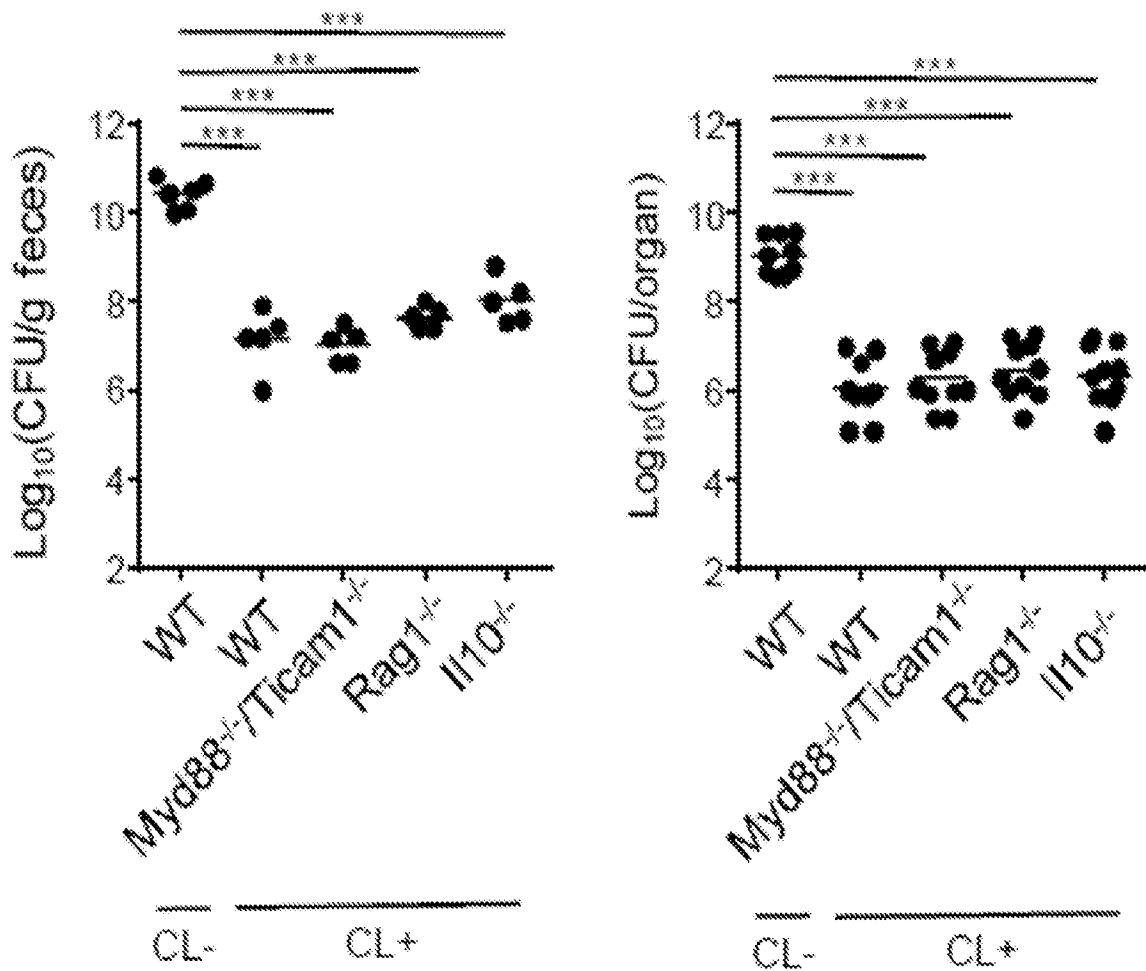 ***
***
***
***
Log₁₀(CFU/g feces)
12
10
8
6
4
2
WT
WT
Myd88⁻/⁻/Ticam1⁻/⁻
Rag1⁻/⁻
Il10⁻/⁻
CL-
CL+
***
***
***
***
Log₁₀(CFU/organ)
12
10
8
6
4
2
WT
WT
Myd88⁻/⁻/Ticam1⁻/⁻
Rag1⁻/⁻
Il10⁻/⁻
CL-
CL+